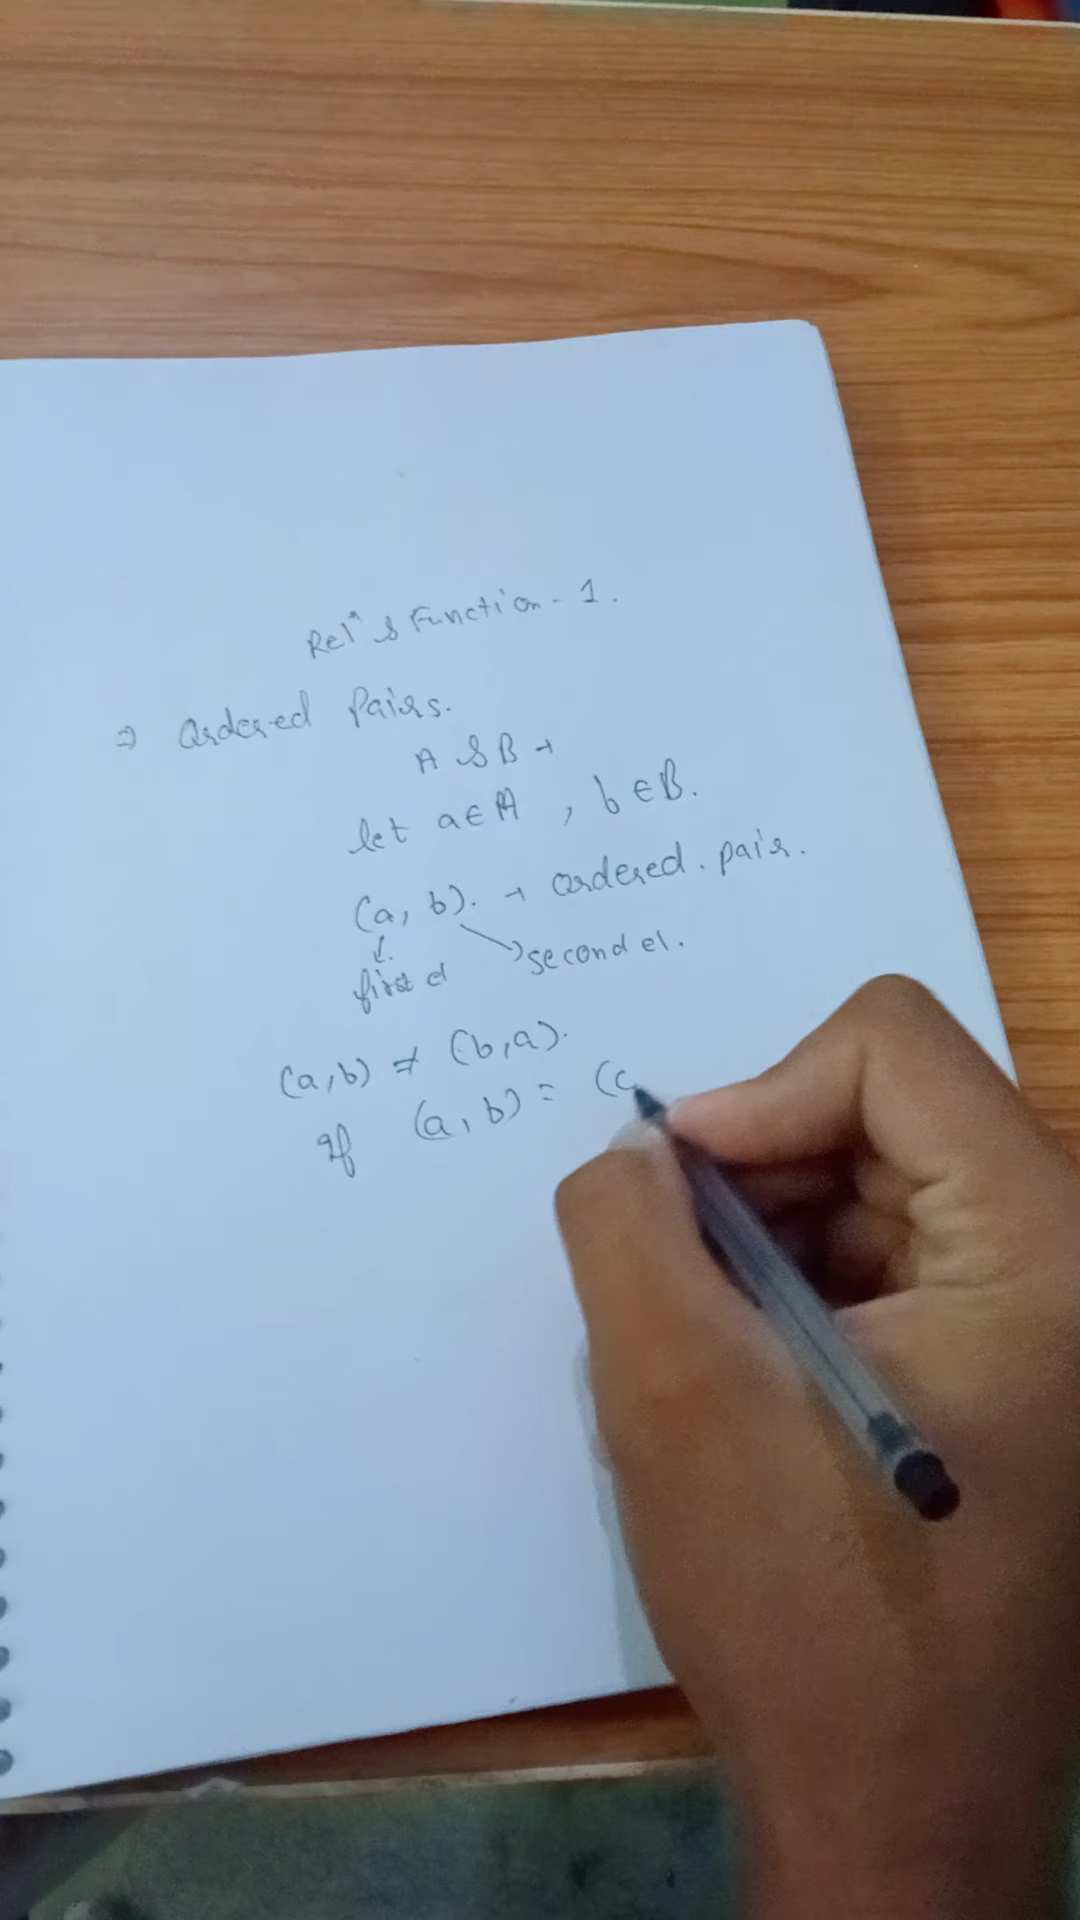 Relⁿ & Function - 1.
⇒ Ordered Pairs.
A & B →
let a ∈ A , b ∈ B.
(a, b). → ordered. pair.
first el
second el.
(a, b) ≠ (b, a).
If (a, b) = (c